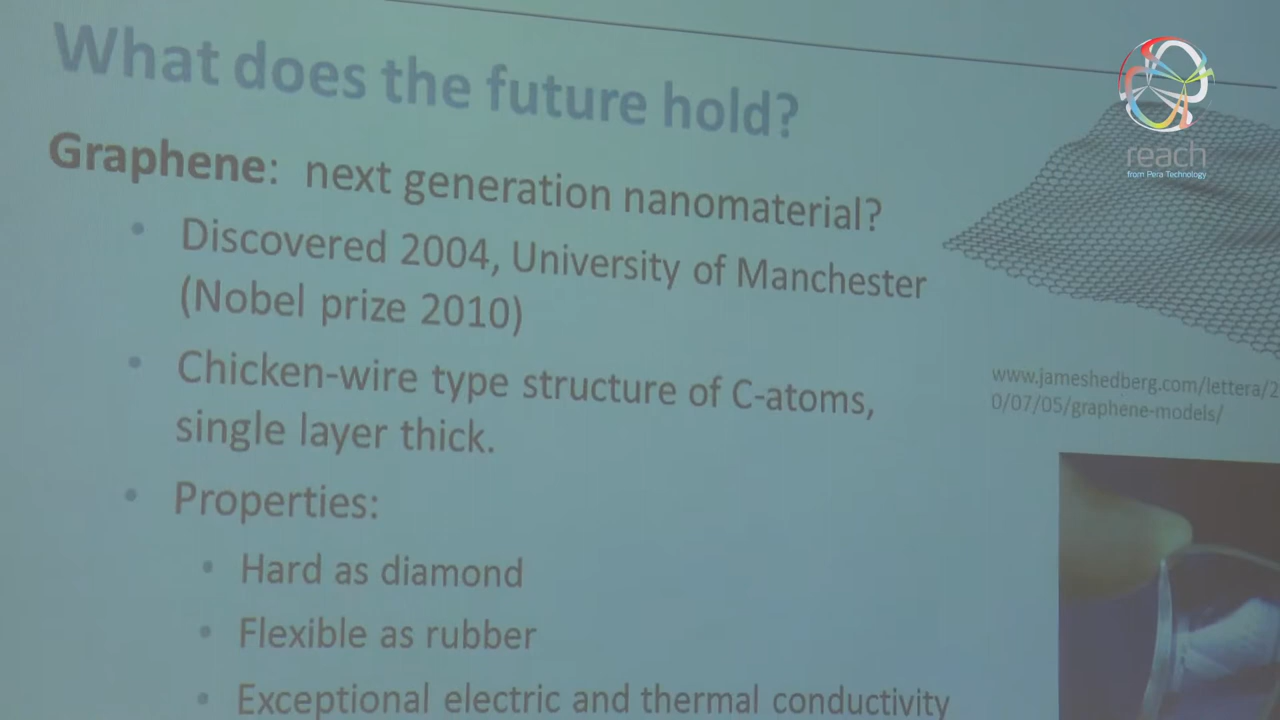 What does the future hold?
Graphene: next generation nanomaterial?
• Discovered 2004, University of Manchester
(Nobel prize 2010)
• Chicken-wire type structure of C-atoms,
single layer thick.
• Properties:
• Hard as diamond
• Flexible as rubber
• Exceptional electric and thermal conductivity
reach
from Pera Technology
www.jameshedberg.com/lettera/2
0/07/05/graphene-models/